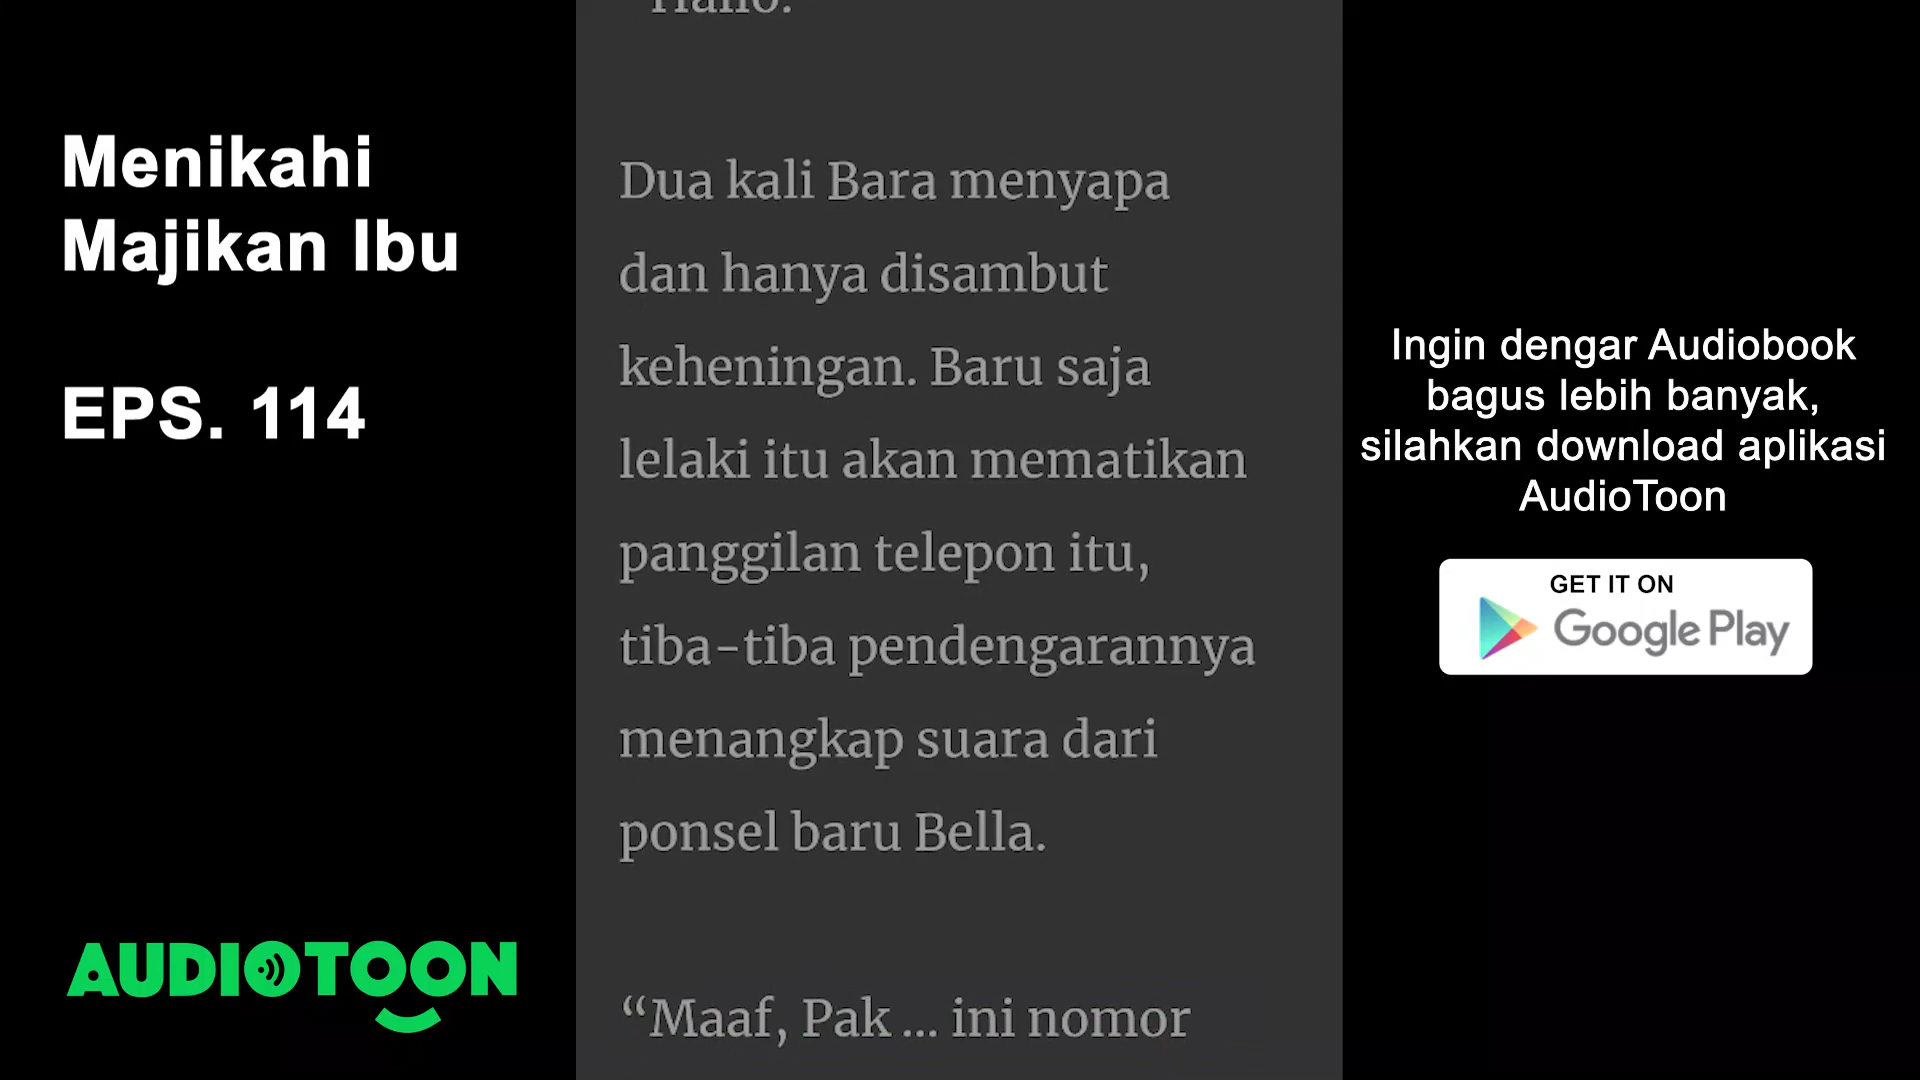 Menikahi
Majikan Ibu
EPS. 114
AUDIOTOON
Dua kali Bara menyapa
dan hanya disambut
keheningan. Baru saja
lelaki itu akan mematikan
panggilan telepon itu,
tiba-tiba pendengarannya
menangkap suara dari
ponsel baru Bella.
“Maaf, Pak ... ini nomor
Ingin dengar Audiobook
bagus lebih banyak,
silahkan download aplikasi
AudioToon
GET IT ON
Google Play